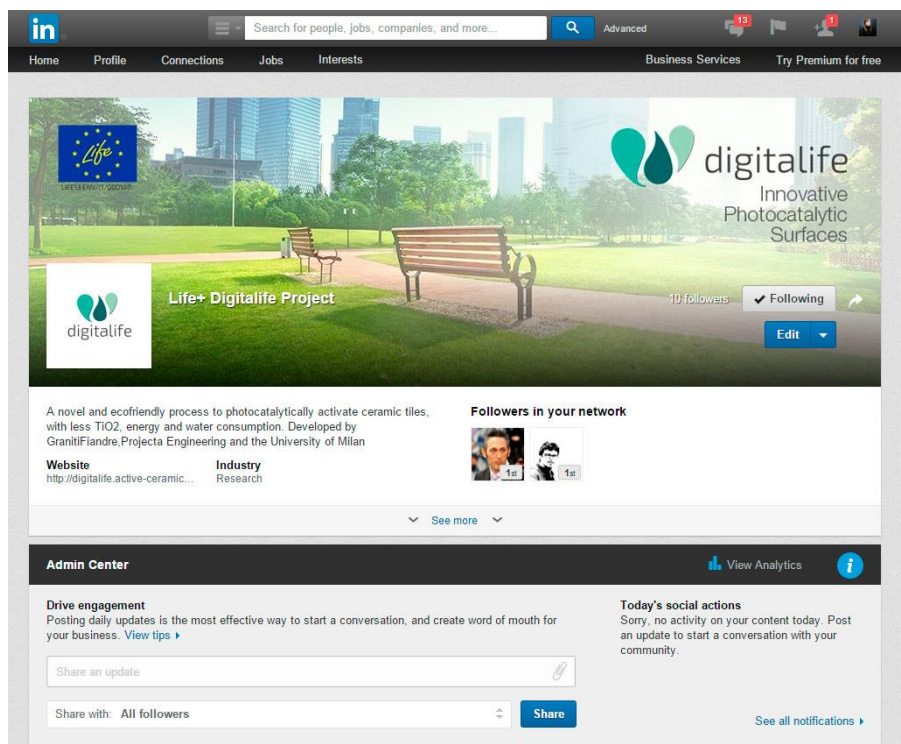 in
Search for people, jobs, companies, and more...
Advanced
13
1
Home Profile Connections Jobs Interests Business Services Try Premium for free
Life
LIFE13 ENV/IT/000140
digitalife
Innovative
Photocatalytic
Surfaces
digitalife
Life+ Digitalife Project
10 followers
Following
Edit
A novel and ecofriendly process to photocatalytically activate ceramic tiles,
with less TiO2, energy and water consumption. Developed by
GranitiFiandre,Projecta Engineering and the University of Milan
Website
http://digitalife.active-ceramic...
Industry
Research
Followers in your network
1st
1st
See more
Admin Center
View Analytics
i
Drive engagement
Posting daily updates is the most effective way to start a conversation, and create word of mouth for
your business. View tips
Share an update
Share with: All followers
Share
Today's social actions
Sorry, no activity on your content today. Post
an update to start a conversation with your
community.
See all notifications